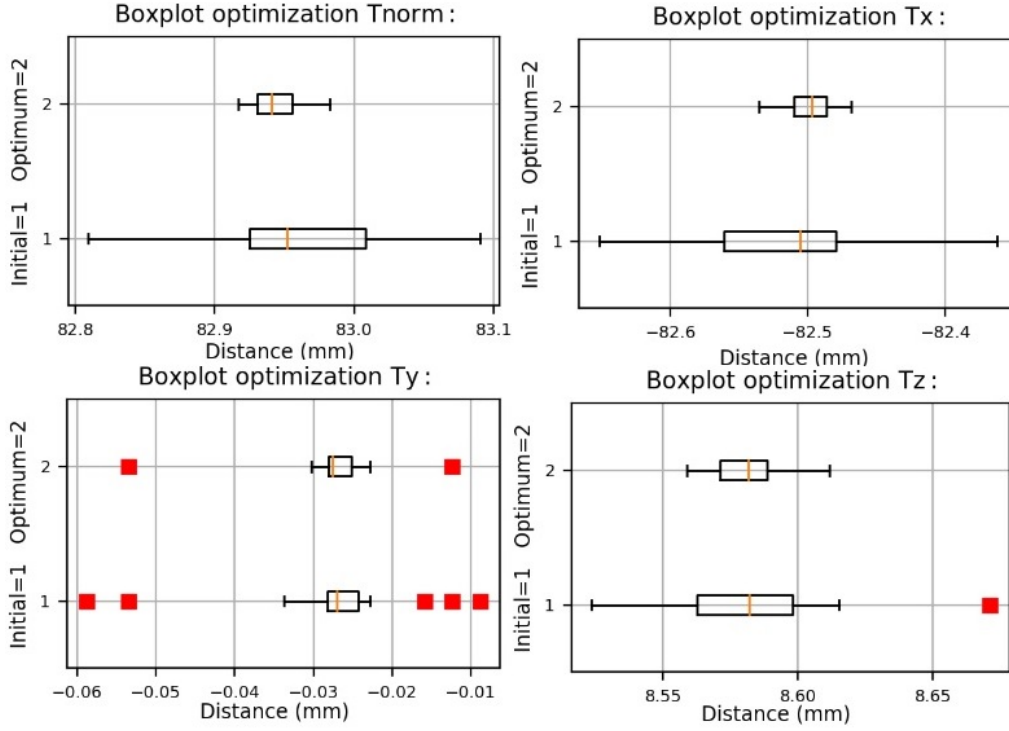 Boxplot optimization Tnorm:
Initial=1 Optimum=2
2
1
82.8 82.9 83.0 83.1
Distance (mm)
Boxplot optimization Tx:
Initial=1 Optimum=2
2
1
−82.6 −82.5 −82.4
Distance (mm)
Boxplot optimization Ty:
Initial=1 Optimum=2
2
1
−0.06 −0.05 −0.04 −0.03 −0.02 −0.01
Distance (mm)
Boxplot optimization Tz:
Initial=1 Optimum=2
2
1
8.55 8.60 8.65
Distance (mm)